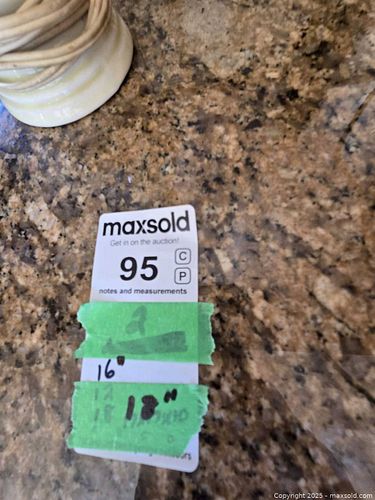 maxsold
Get in on the auction!
95
C
P
notes and measurements
2
16"
18"
Copyright 2025 - maxsold.com